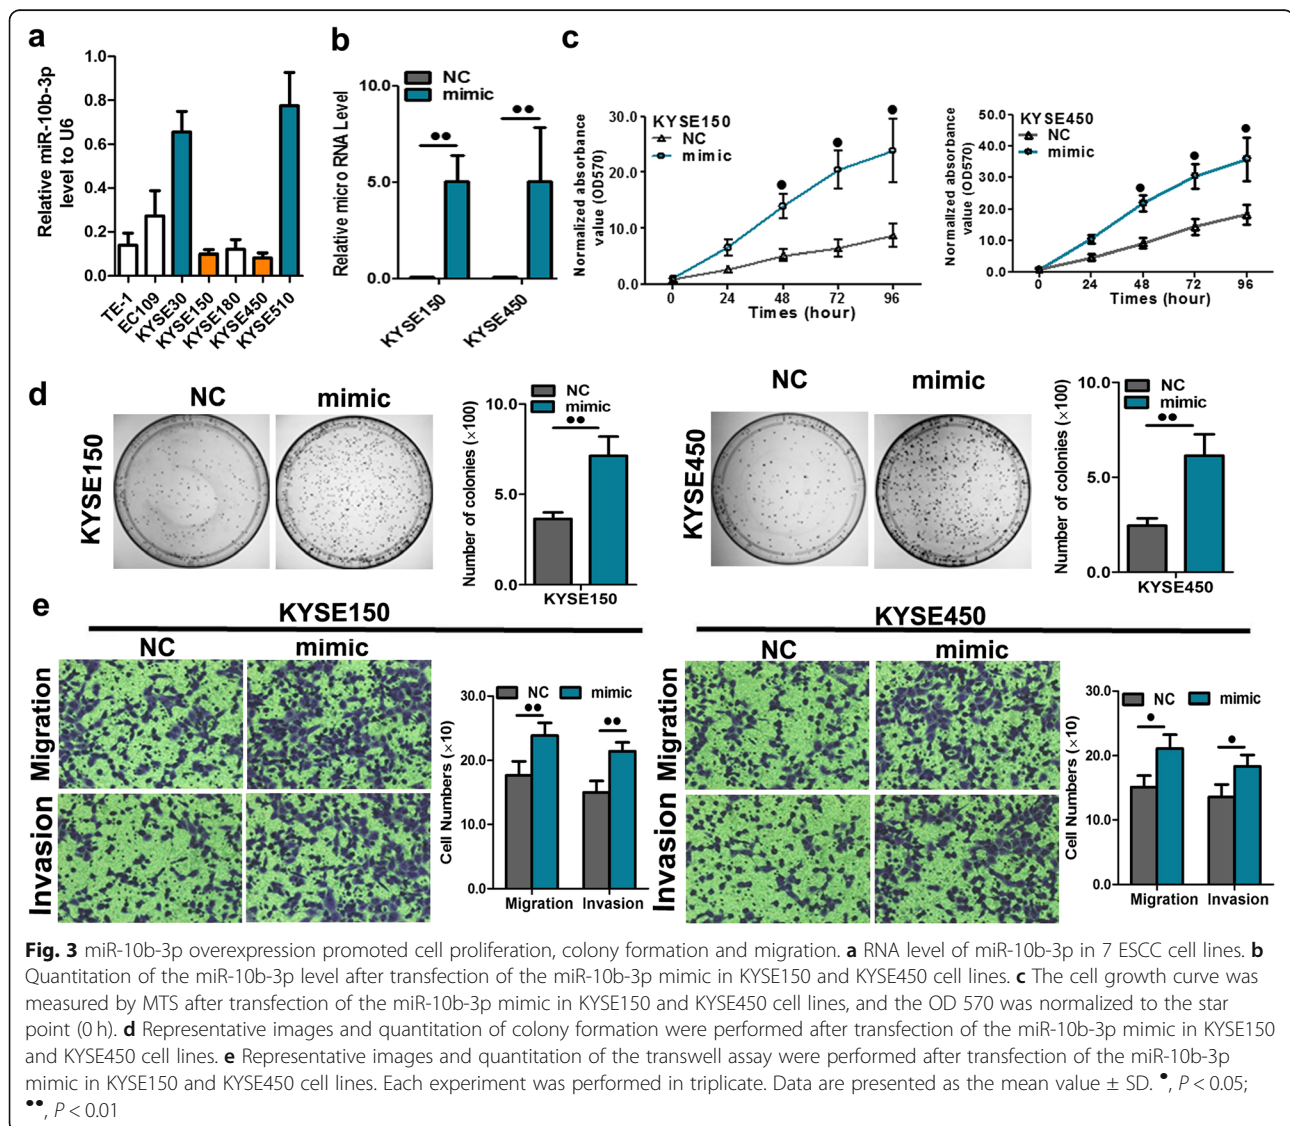 a
Relative miR-10b-3p
level to U6
1.0
0.8
0.6
0.4
0.2
0.0
TE-1
EC109
KYSE30
KYSE150
KYSE180
KYSE450
KYSE510
b
NC
mimic
Relative micro RNA Level
10.0
5.0
0.0
KYSE150
KYSE450
c
Normalized absorbance
value (OD570)
30.0
20.0
10.0
0.0
KYSE150
NC
mimic
0 24 48 72 96
Times (hour)
Normalized absorbance
value (OD570)
50.0
40.0
30.0
20.0
10.0
0.0
KYSE450
NC
mimic
0 24 48 72 96
Times (hour)
d
KYSE150
NC mimic
Number of colonies (×100)
10.0
5.0
0.0
NC
mimic
KYSE150
KYSE450
NC mimic
Number of colonies (×100)
10.0
5.0
0.0
NC
mimic
KYSE450
e
KYSE150
NC mimic
Migration
Invasion
Cell Numbers (×10)
30.0
20.0
10.0
0.0
NC mimic
Migration Invasion
KYSE450
NC mimic
Migration
Invasion
Cell Numbers (×10)
30.0
20.0
10.0
0.0
NC mimic
Migration Invasion
Fig. 3 miR-10b-3p overexpression promoted cell proliferation, colony formation and migration. a RNA level of miR-10b-3p in 7 ESCC cell lines. b
Quantitation of the miR-10b-3p level after transfection of the miR-10b-3p mimic in KYSE150 and KYSE450 cell lines. c The cell growth curve was
measured by MTS after transfection of the miR-10b-3p mimic in KYSE150 and KYSE450 cell lines, and the OD 570 was normalized to the star
point (0 h). d Representative images and quantitation of colony formation were performed after transfection of the miR-10b-3p mimic in KYSE150
and KYSE450 cell lines. e Representative images and quantitation of the transwell assay were performed after transfection of the miR-10b-3p
mimic in KYSE150 and KYSE450 cell lines. Each experiment was performed in triplicate. Data are presented as the mean value ± SD. •, P < 0.05;
••, P < 0.01